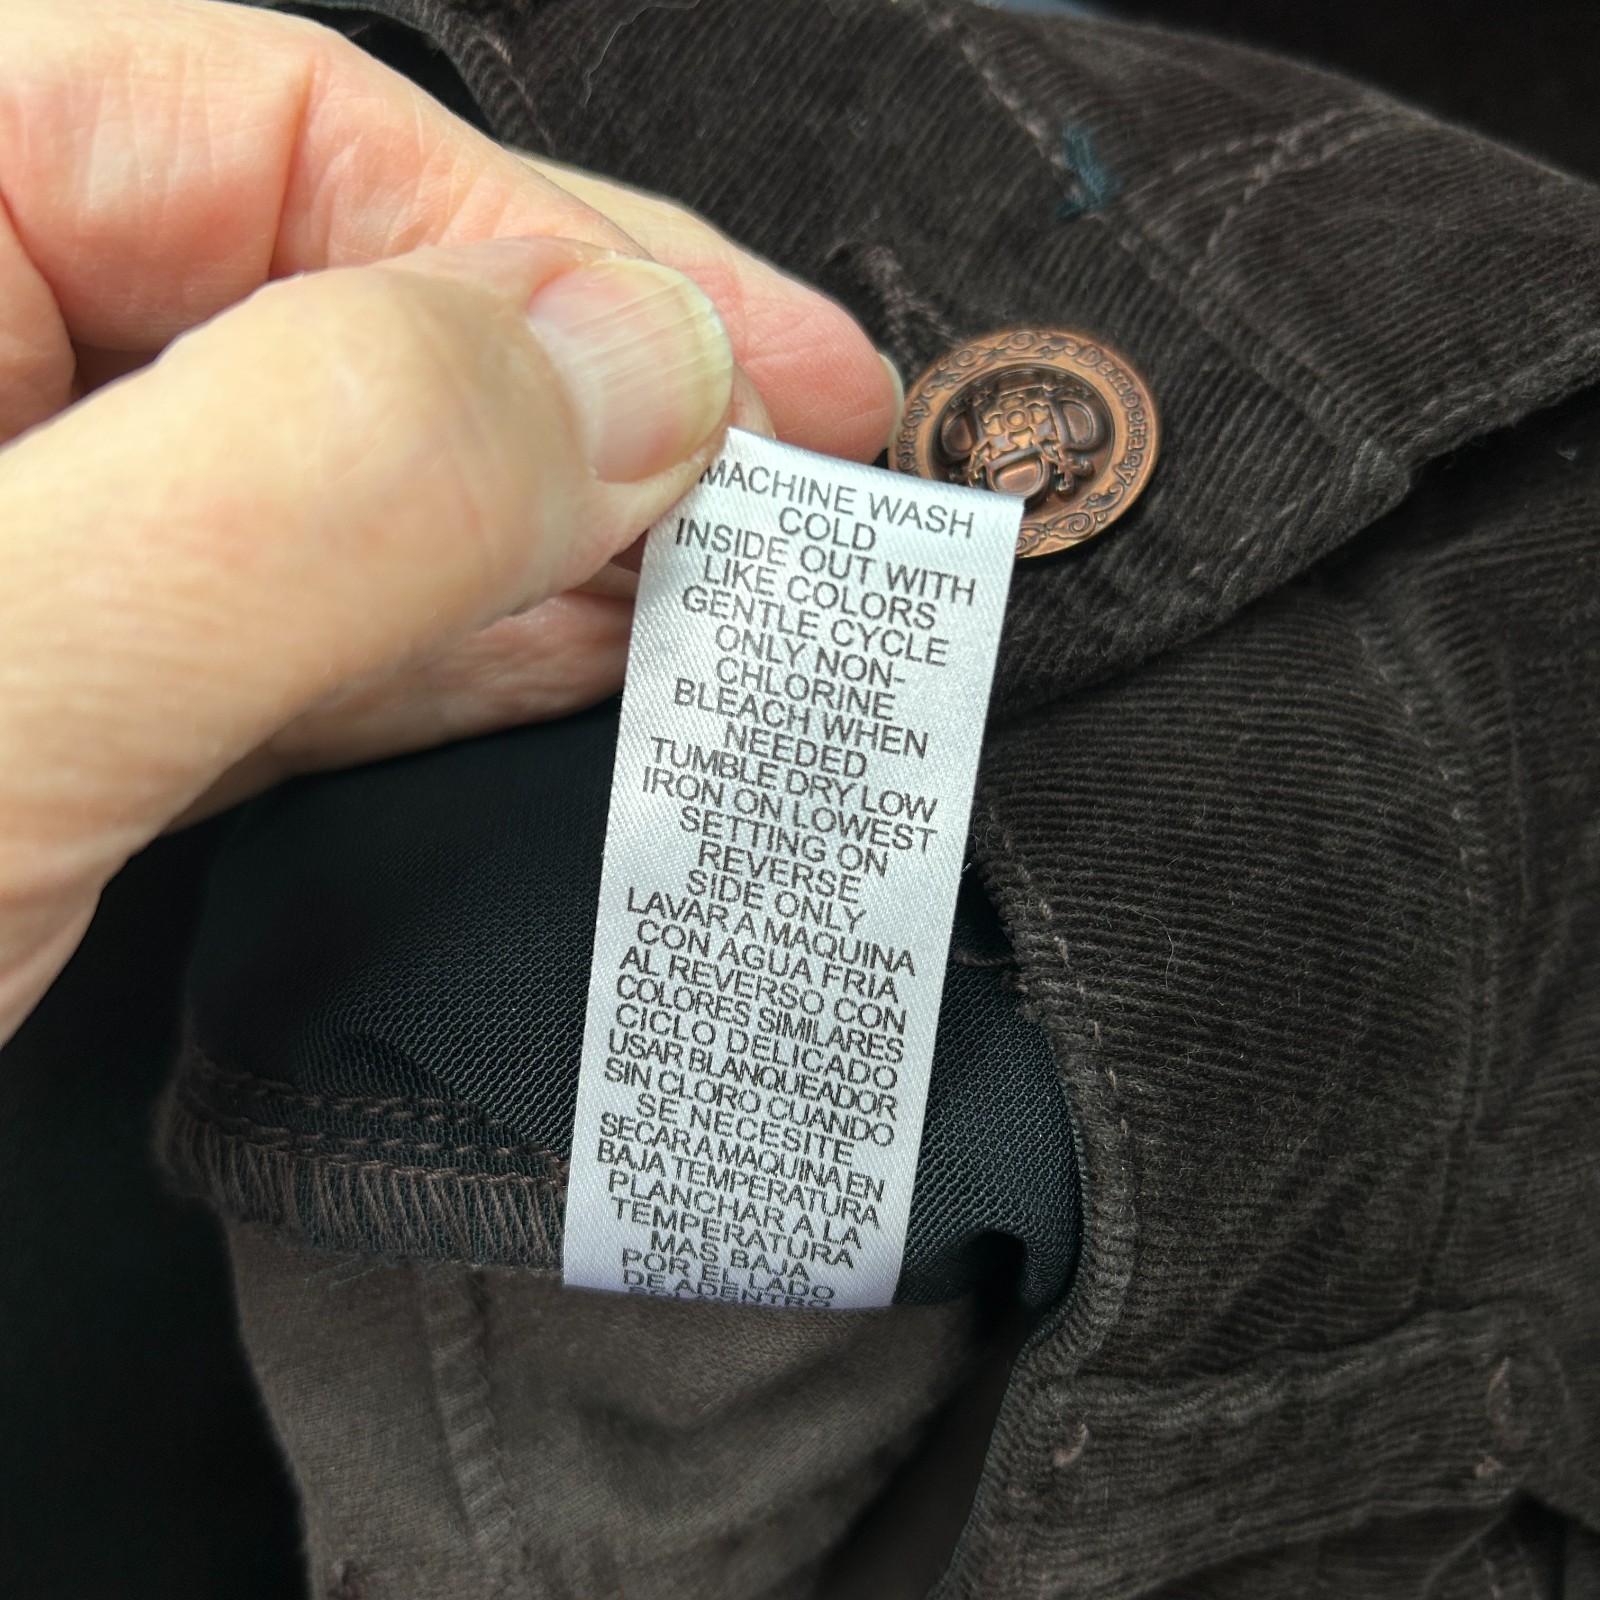 Democracy
MACHINE WASH
COLD
INSIDE OUT WITH
LIKE COLORS
GENTLE CYCLE
ONLY NON-
CHLORINE
BLEACH WHEN
NEEDED
TUMBLE DRY LOW
IRON ON LOWEST
SETTING ON
REVERSE
SIDE ONLY
LAVAR A MAQUINA
CON AGUA FRIA
AL REVERSO CON
COLORES SIMILARES
CICLO DELICADO
USAR BLANQUEADOR
SIN CLORO CUANDO
SE NECESITE
SECAR A MAQUINA EN
BAJA TEMPERATURA
PLANCHAR A LA
TEMPERATURA
MAS BAJA
POR EL LADO
DE ADENTRO